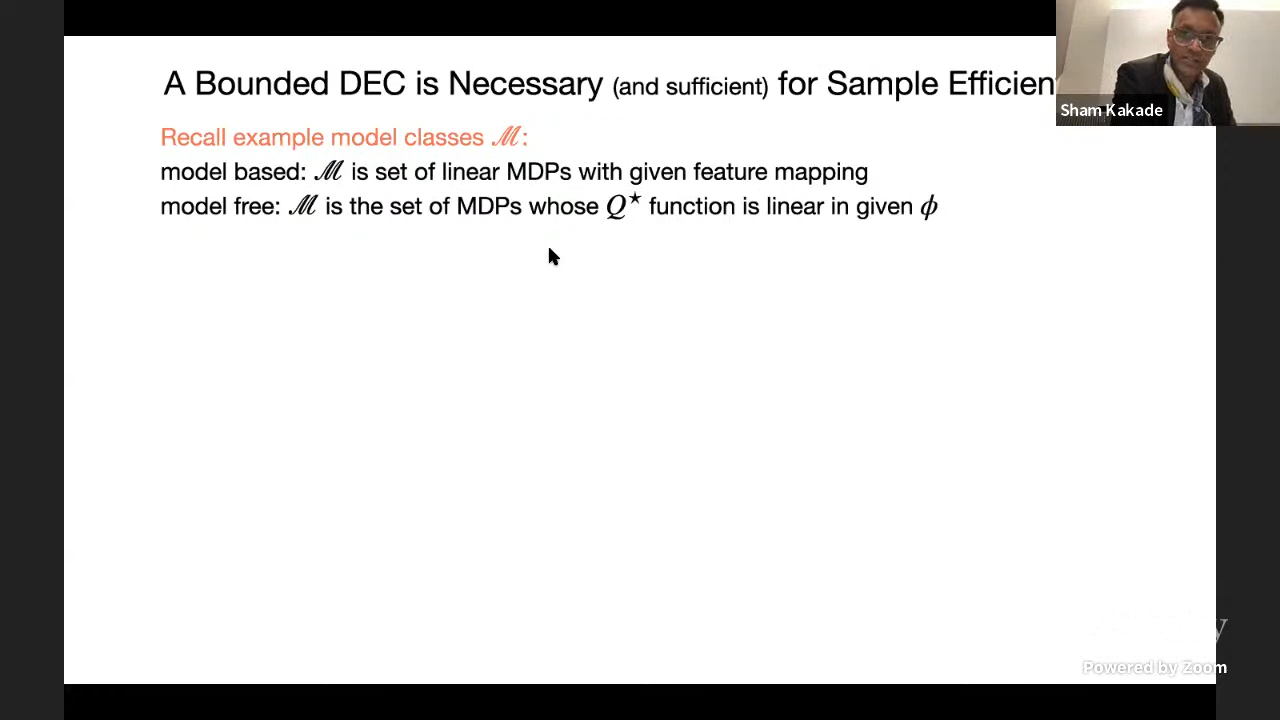 A Bounded DEC is Necessary (and sufficient) for Sample Efficien
Sham Kakade
Recall example model classes ℳ:
model based: ℳ is set of linear MDPs with given feature mapping
model free: ℳ is the set of MDPs whose Q★ function is linear in given ϕ
Powered by Zoom